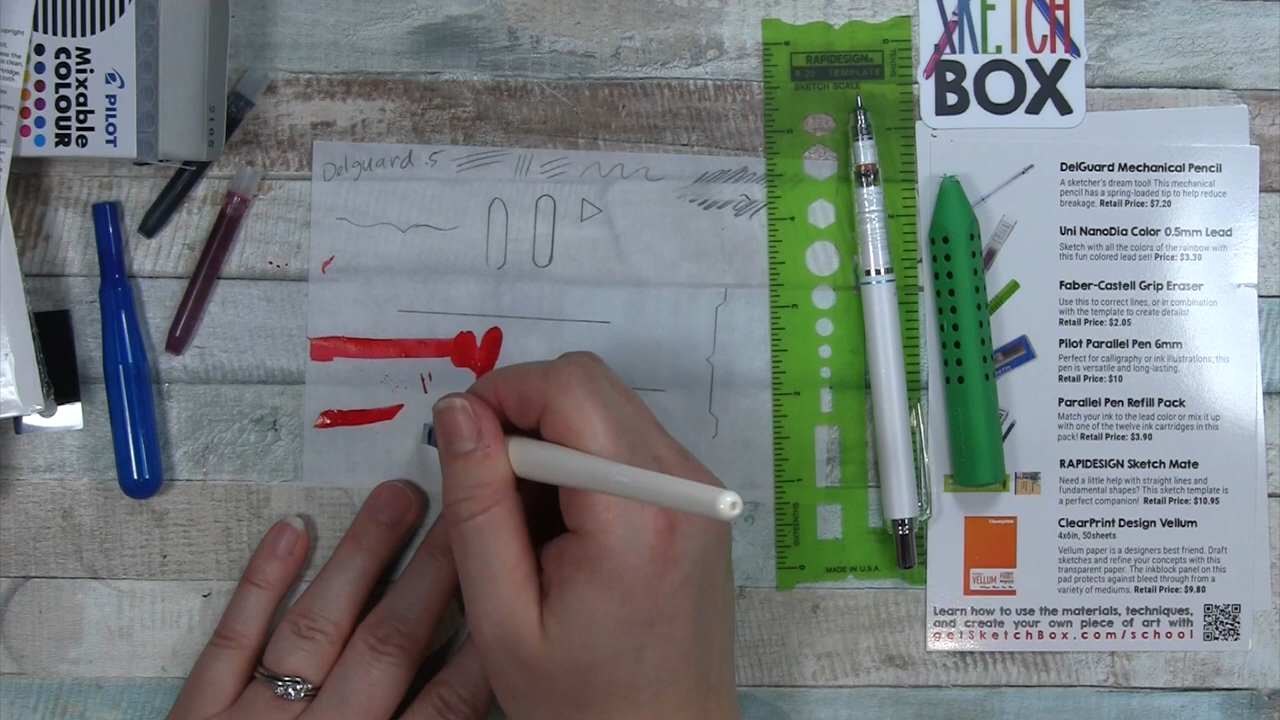 PILOT
Mixable
COLOUR
Delguard .5
RAPIDESIGN®
R-20 TEMPLATE
SKETCH SCALE
TENTHS
6
5
4
3
2
1
0
SIXTEENTHS
MADE IN U.S.A.
4
2
SKETCH
BOX
DelGuard Mechanical Pencil
A sketcher's dream tool! This mechanical
pencil has a spring-loaded tip to help reduce
breakage. Retail Price: $7.20
Uni NanoDia Color 0.5mm Lead
Sketch with all the colors of the rainbow with
this fun colored lead set! Price: $3.30
Faber-Castell Grip Eraser
Use this to correct lines, or in combination
with the template to create details!
Retail Price: $2.05
Pilot Parallel Pen 6mm
Perfect for calligraphy or ink illustrations, this
pen is versatile and long-lasting.
Retail Price: $10
Parallel Pen Refill Pack
Match your ink to the lead color or mix it up
with one of the twelve ink cartridges in this
pack! Retail Price: $3.90
RAPIDESIGN Sketch Mate
Need a little help with straight lines and
fundamental shapes? This sketch template is
a perfect companion! Retail Price: $10.95
ClearPrint Design Vellum
4x6in, 50sheets
Vellum paper is a designers best friend. Draft
sketches and refine your concepts with this
transparent paper. The inkblock panel on this
pad protects against bleed through from a
variety of mediums. Retail Price: $9.80
VELLUM
Learn how to use the materials, techniques,
and create your own piece of art with
getSketchBox.com/school